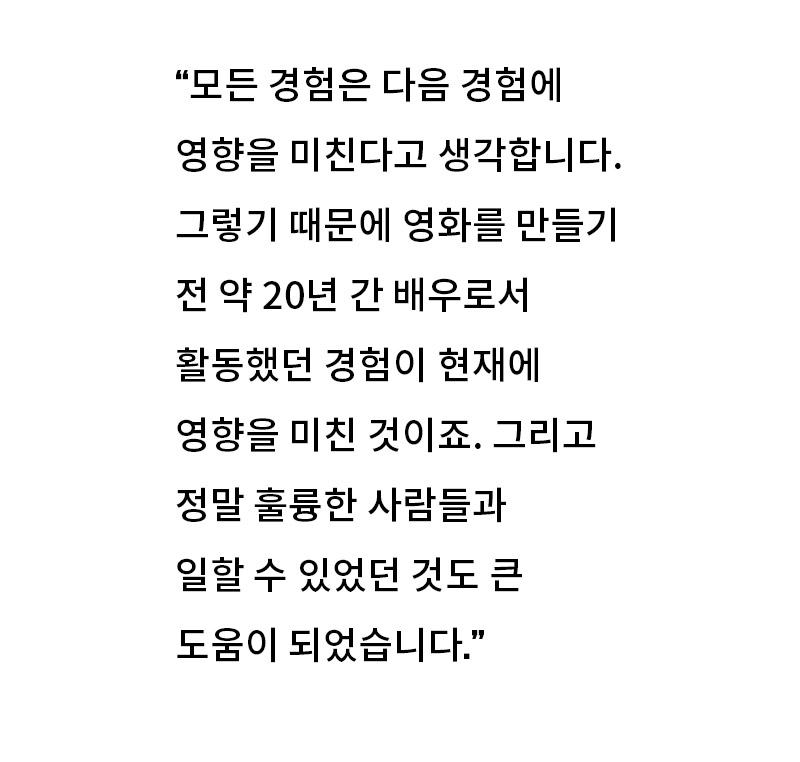 “모든 경험은 다음 경험에
영향을 미친다고 생각합니다.
그렇기 때문에 영화를 만들기
전 약 20년 간 배우로서
활동했던 경험이 현재에
영향을 미친 것이죠. 그리고
정말 훌륭한 사람들과
일할 수 있었던 것도 큰
도움이 되었습니다.”